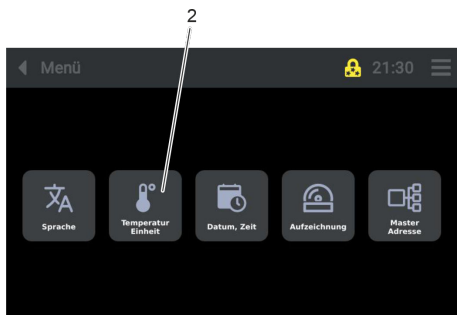 2
Menü
21:30
Sprache
Temperatur
Einheit
Datum, Zeit
Aufzeichnung
Master
Adresse